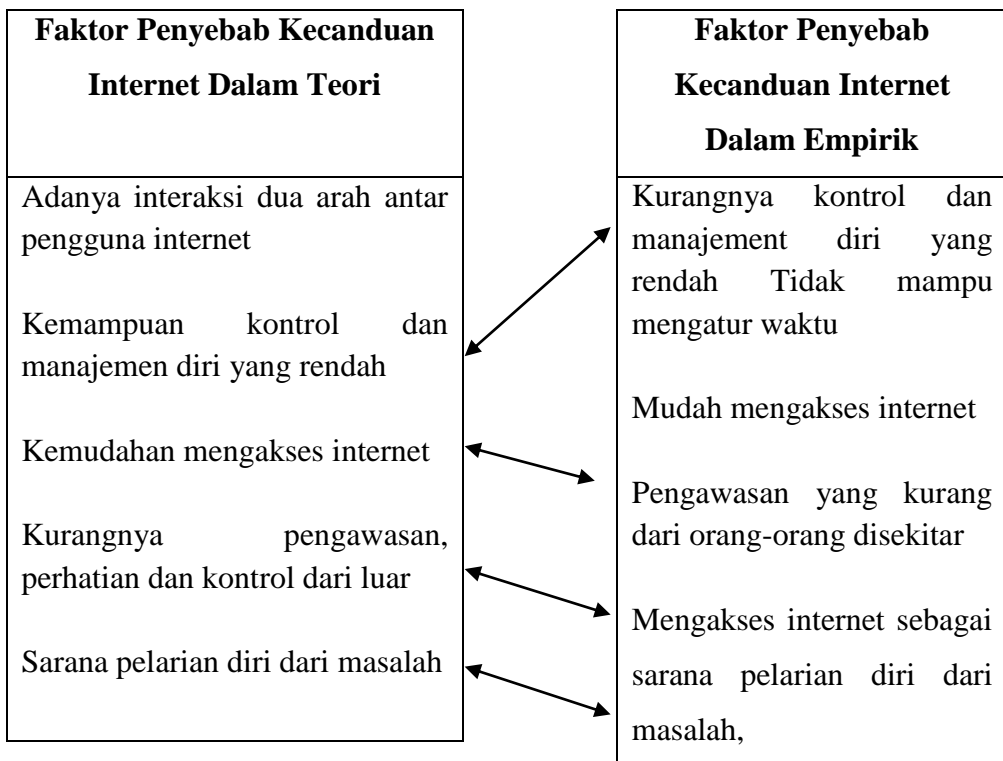 Faktor Penyebab Kecanduan
Internet Dalam Teori
Adanya interaksi dua arah antar
pengguna internet
Kemampuan kontrol dan
manajemen diri yang rendah
Kemudahan mengakses internet
Kurangnya pengawasan,
perhatian dan kontrol dari luar
Sarana pelarian diri dari masalah
Faktor Penyebab
Kecanduan Internet
Dalam Empirik
Kurangnya kontrol dan
manajement diri yang
rendah Tidak mampu
mengatur waktu
Mudah mengakses internet
Pengawasan yang kurang
dari orang-orang disekitar
Mengakses internet sebagai
sarana pelarian diri dari
masalah,